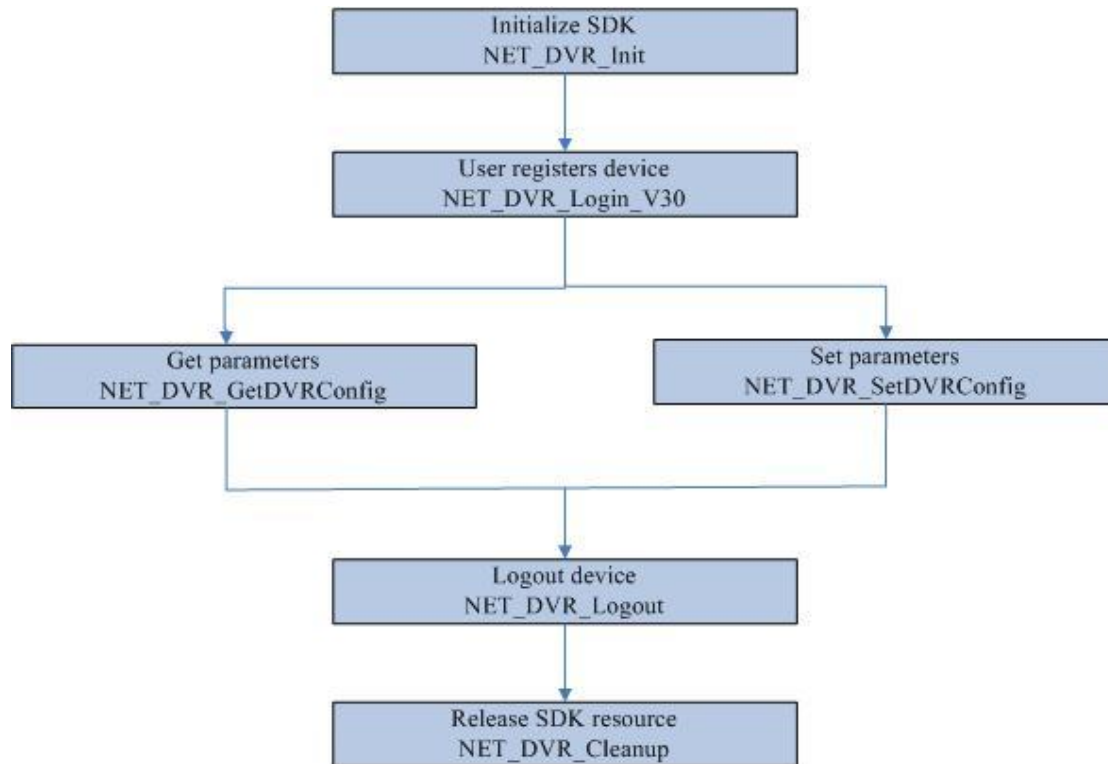 Initialize SDK
NET_DVR_Init
User registers device
NET_DVR_Login_V30
Get parameters
NET_DVR_GetDVRConfig
Set parameters
NET_DVR_SetDVRConfig
Logout device
NET_DVR_Logout
Release SDK resource
NET_DVR_Cleanup